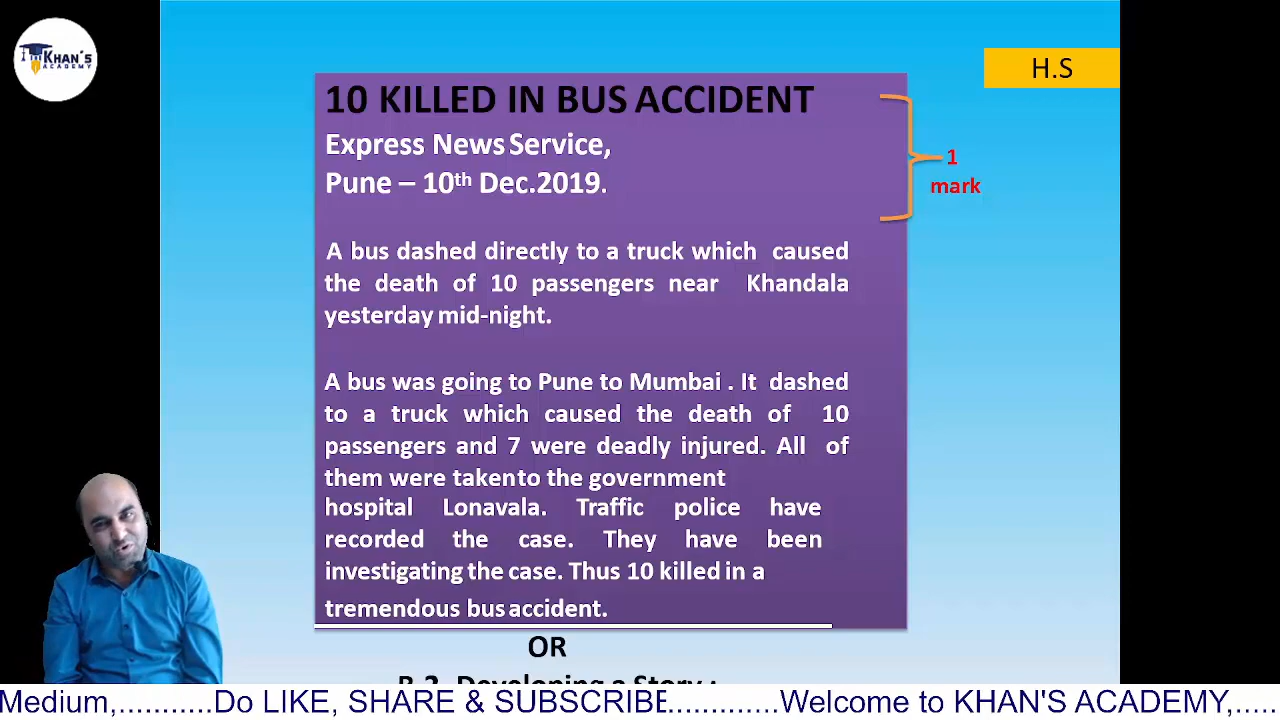 KHAN'S
ACADEMY
H.S
10 KILLED IN BUS ACCIDENT
Express News Service,
Pune – 10th Dec.2019.
1
mark
A bus dashed directly to a truck which caused
the death of 10 passengers near Khandala
yesterday mid-night.
A bus was going to Pune to Mumbai . It dashed
to a truck which caused the death of 10
passengers and 7 were deadly injured. All of
them were takento the government
hospital Lonavala. Traffic police have
recorded the case. They have been
investigating the case. Thus 10 killed in a
tremendous bus accident.
OR
B.2. Developing a Story :
Medium,...........Do LIKE, SHARE & SUBSCRIBE.............Welcome to KHAN'S ACADEMY,.....